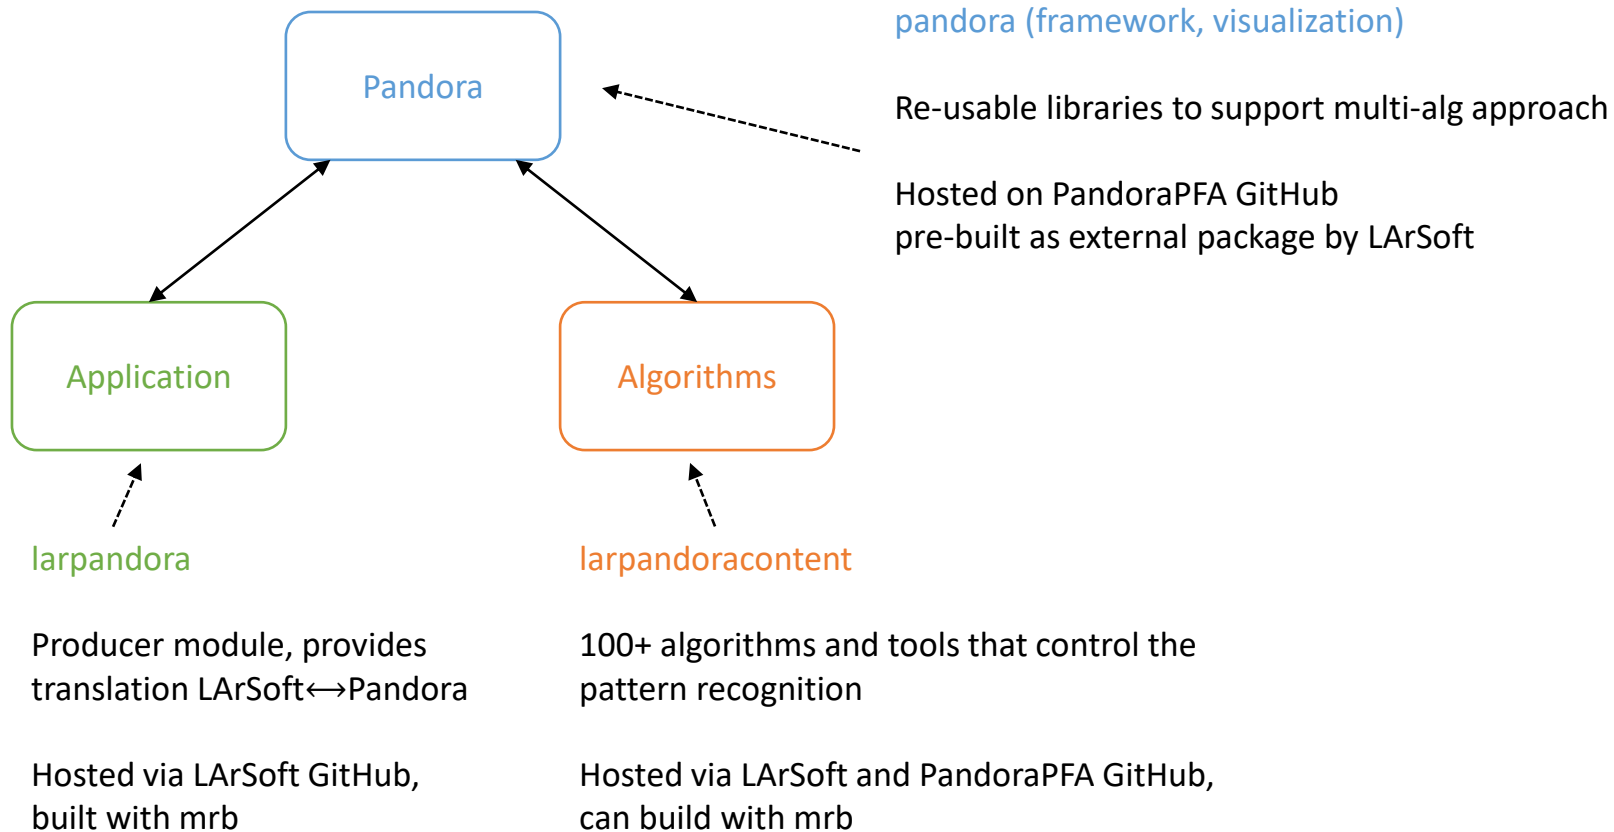 pandora (framework, visualization)
Pandora
Re-usable libraries to support multi-alg approach
Hosted on PandoraPFA GitHub
pre-built as external package by LArSoft
Application
Algorithms
larpandora
Producer module, provides
translation LArSoft⟷Pandora
Hosted via LArSoft GitHub,
built with mrb
larpandoracontent
100+ algorithms and tools that control the
pattern recognition
Hosted via LArSoft and PandoraPFA GitHub,
can build with mrb